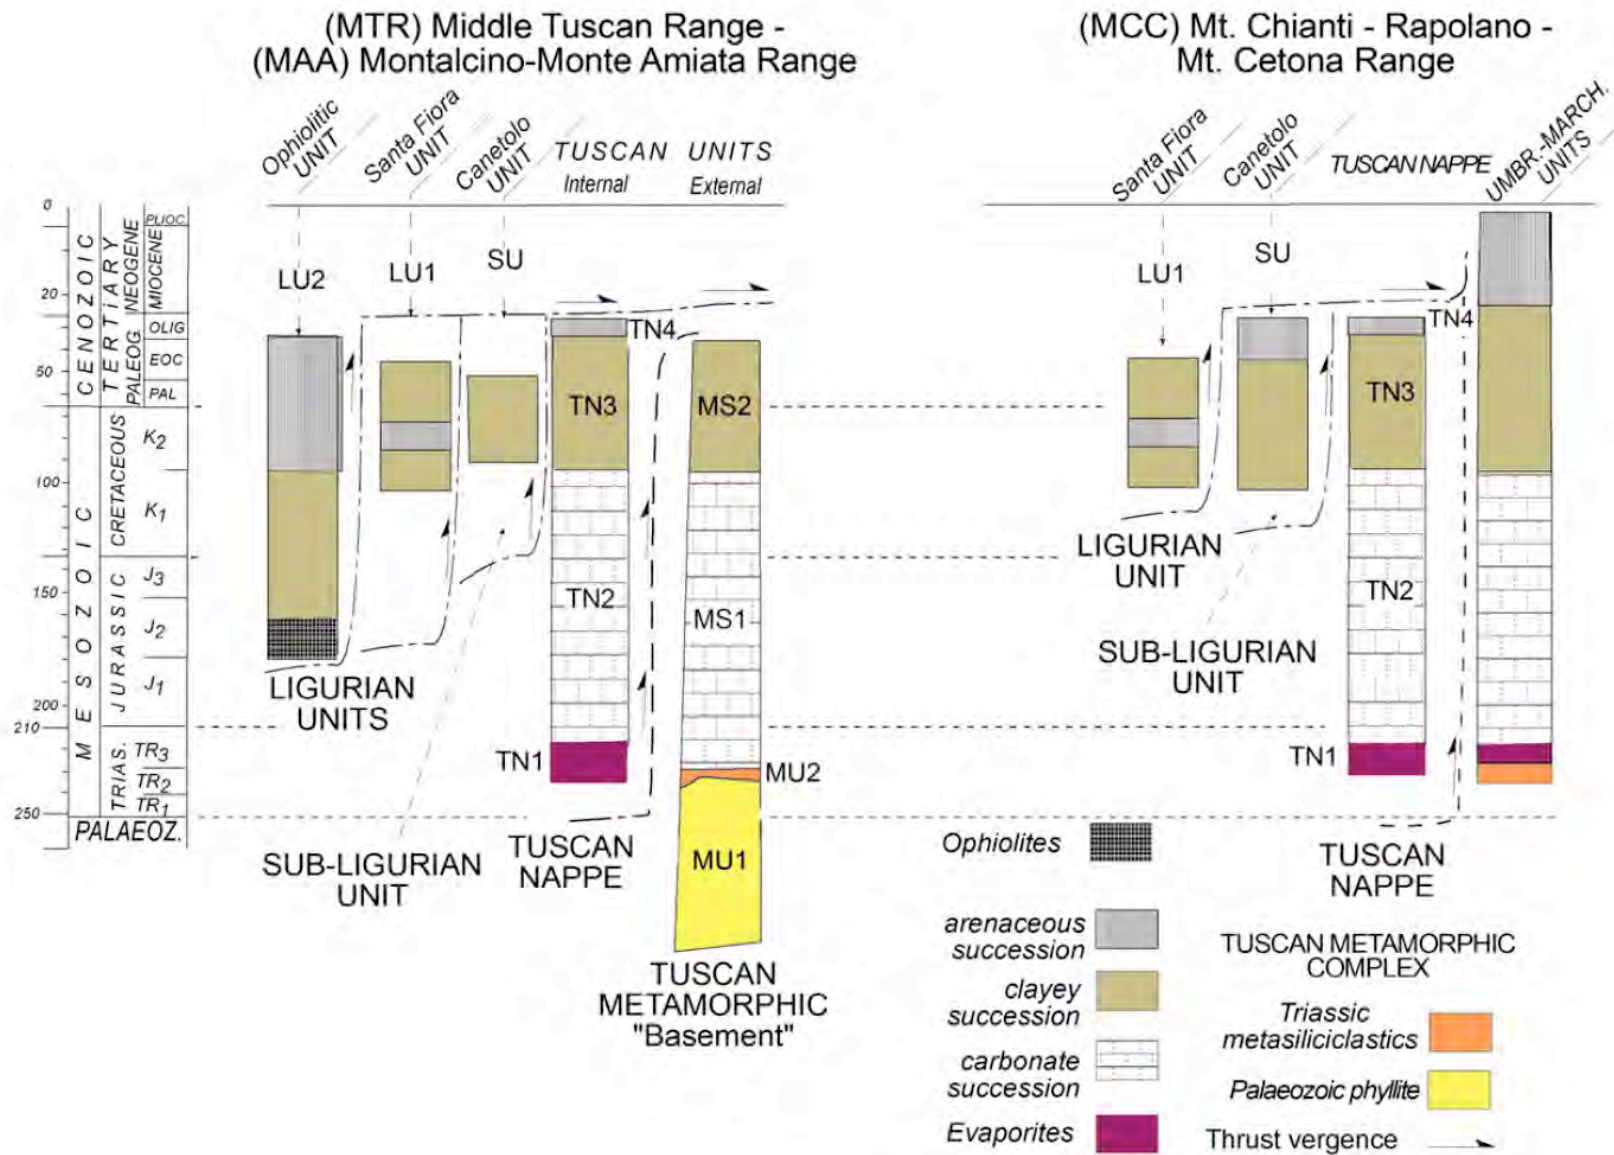 (MTR) Middle Tuscan Range -
(MAA) Montalcino-Monte Amiata Range
(MCC) Mt. Chianti - Rapolano -
Mt. Cetona Range
Ophiolitic
UNIT
Santa Fiora
UNIT
Canetolo
UNIT
TUSCAN UNITS
Internal
External
Santa Fiora
UNIT
Canetolo
UNIT
TUSCAN NAPPE
UMBR.-MARCH.
UNITS
0
20
50
100
150
200
210
250
CENOZOIC
MESOZOIC
TERTIARY
PALEOG.
NEOGENE
CRETACEOUS
JURASSIC
TRIAS.
PLIOC.
MIOCENE
OLIG
EOC
PAL
K2
K1
J3
J2
J1
TR3
TR2
TR1
PALAEOZ.
LU2
LU1
SU
TN4
TN3
MS2
TN2
MS1
TN1
MU2
MU1
LIGURIAN
UNITS
SUB-LIGURIAN
UNIT
TUSCAN
NAPPE
TUSCAN
METAMORPHIC
"Basement"
LU1
SU
TN4
TN3
TN2
TN1
LIGURIAN
UNIT
SUB-LIGURIAN
UNIT
TUSCAN
NAPPE
Ophiolites
arenaceous
succession
clayey
succession
carbonate
succession
Evaporites
TUSCAN METAMORPHIC
COMPLEX
Triassic
metasiliciclastics
Palaeozoic phyllite
Thrust vergence